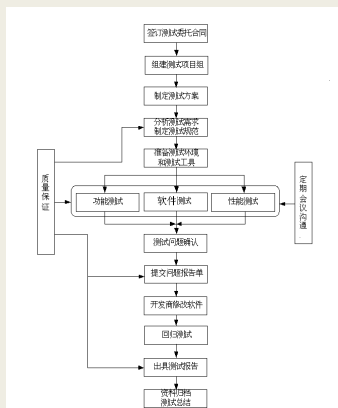 签订测试委托合同
组建测试项目组
制定测试方案
分析测试需求
制定测试规范
准备测试环境
和测试工具
质量保证
功能测试
软件测试
性能测试
定期会议沟通
测试问题确认
提交问题报告单
开发商修改软件
回归测试
出具测试报告
资料归档
测试总结